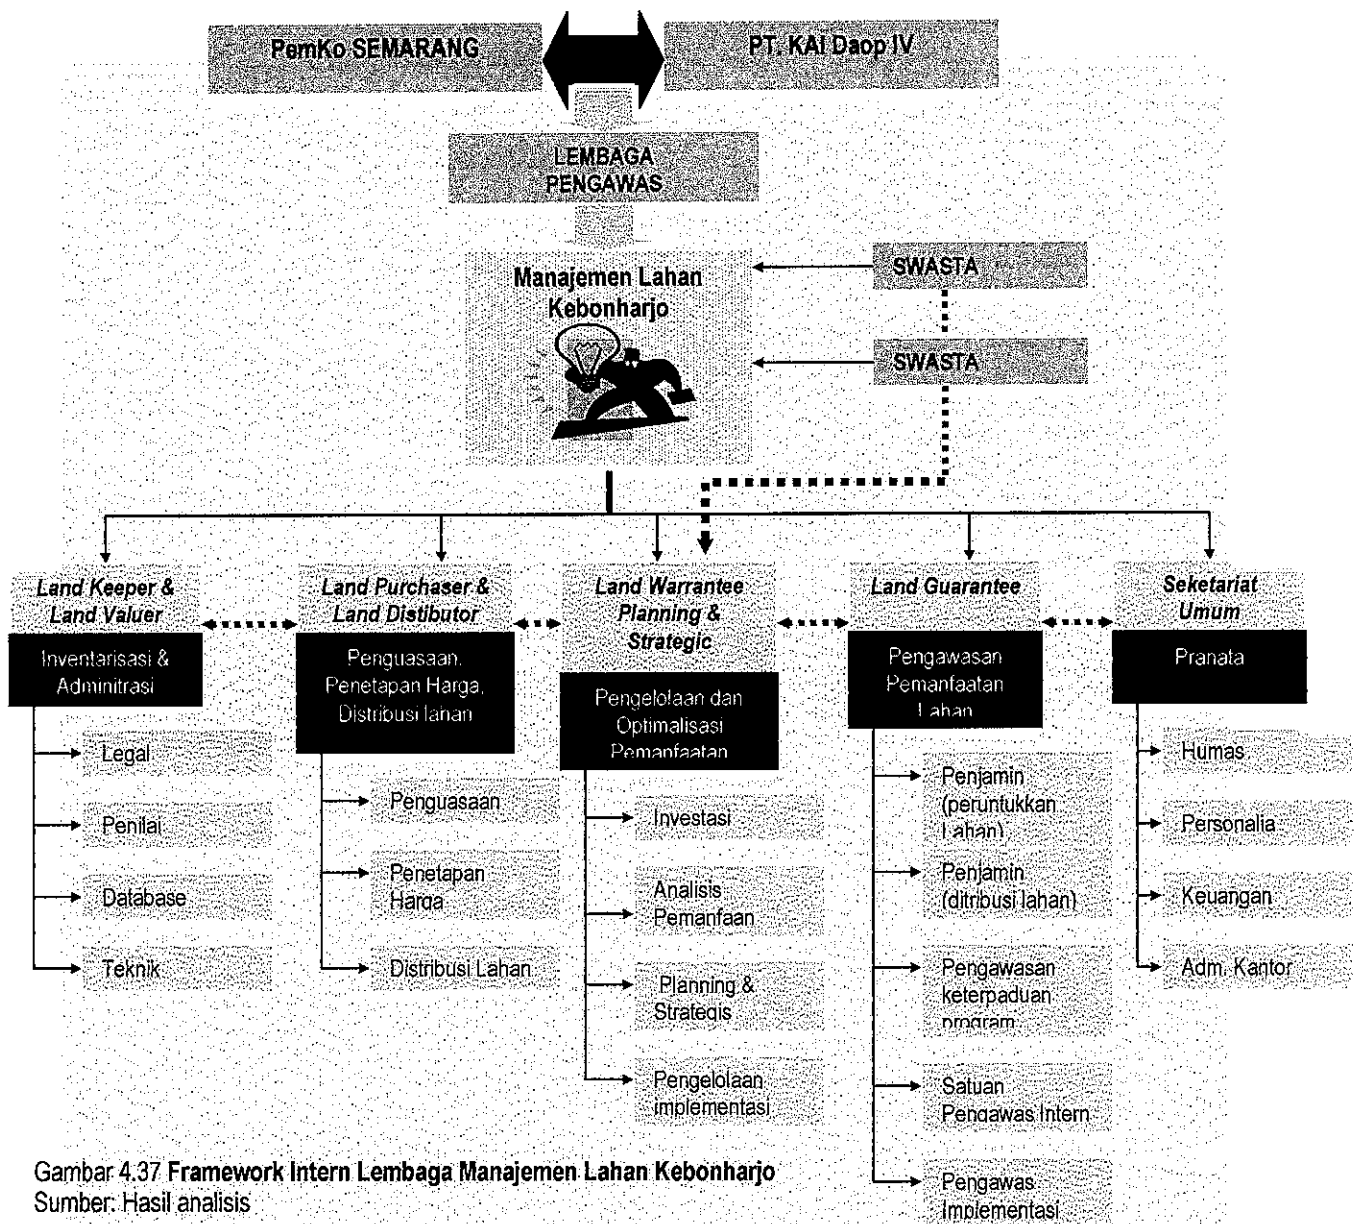 PemKo SEMARANG
PT. KAI Daop IV
LEMBAGA
PENGAWAS
Manajemen Lahan
Kebonharjo
SWASTA
SWASTA
Land Keeper &
Land Valuer
Inventarisasi &
Adminitrasi
Legal
Penilai
Database
Teknik
Land Purchaser &
Land Distibutor
Penguasaan,
Penetapan Harga,
Distribusi lahan
Penguasaan
Penetapan
Harga
Distribusi Lahan
Land Warrantee
Planning &
Strategic
Pengelolaan dan
Optimalisasi
Pemanfaatan
Investasi
Analisis
Pemanfaan
Planning &
Strategis
Pengelolaan
implementasi
Land Guarantee
Pengawasan
Pemanfaatan
Lahan
Penjamin
(peruntukkan
Lahan)
Penjamin
(ditribusi lahan)
Pengawasan
keterpaduan
program
Satuan
Pengawas Intern
Pengawas
Implementasi
Seketariat
Umum
Pranata
Humas
Personalia
Keuangan
Adm. Kantor
Gambar 4.37 Framework Intern Lembaga Manajemen Lahan Kebonharjo
Sumber: Hasil analisis